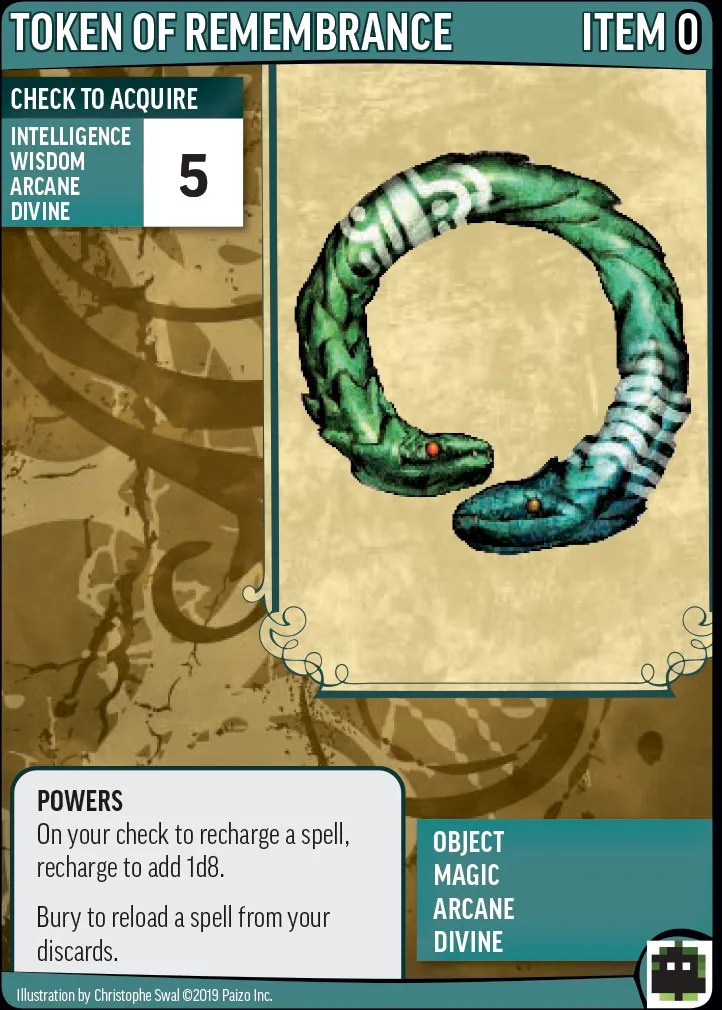 TOKEN OF REMEMBRANCE ITEM 0
CHECK TO ACQUIRE
INTELLIGENCE
WISDOM
ARCANE
DIVINE
5
POWERS
On your check to recharge a spell,
recharge to add 1d8.
Bury to reload a spell from your
discards.
OBJECT
MAGIC
ARCANE
DIVINE
Illustration by Christophe Swal ©2019 Paizo Inc.